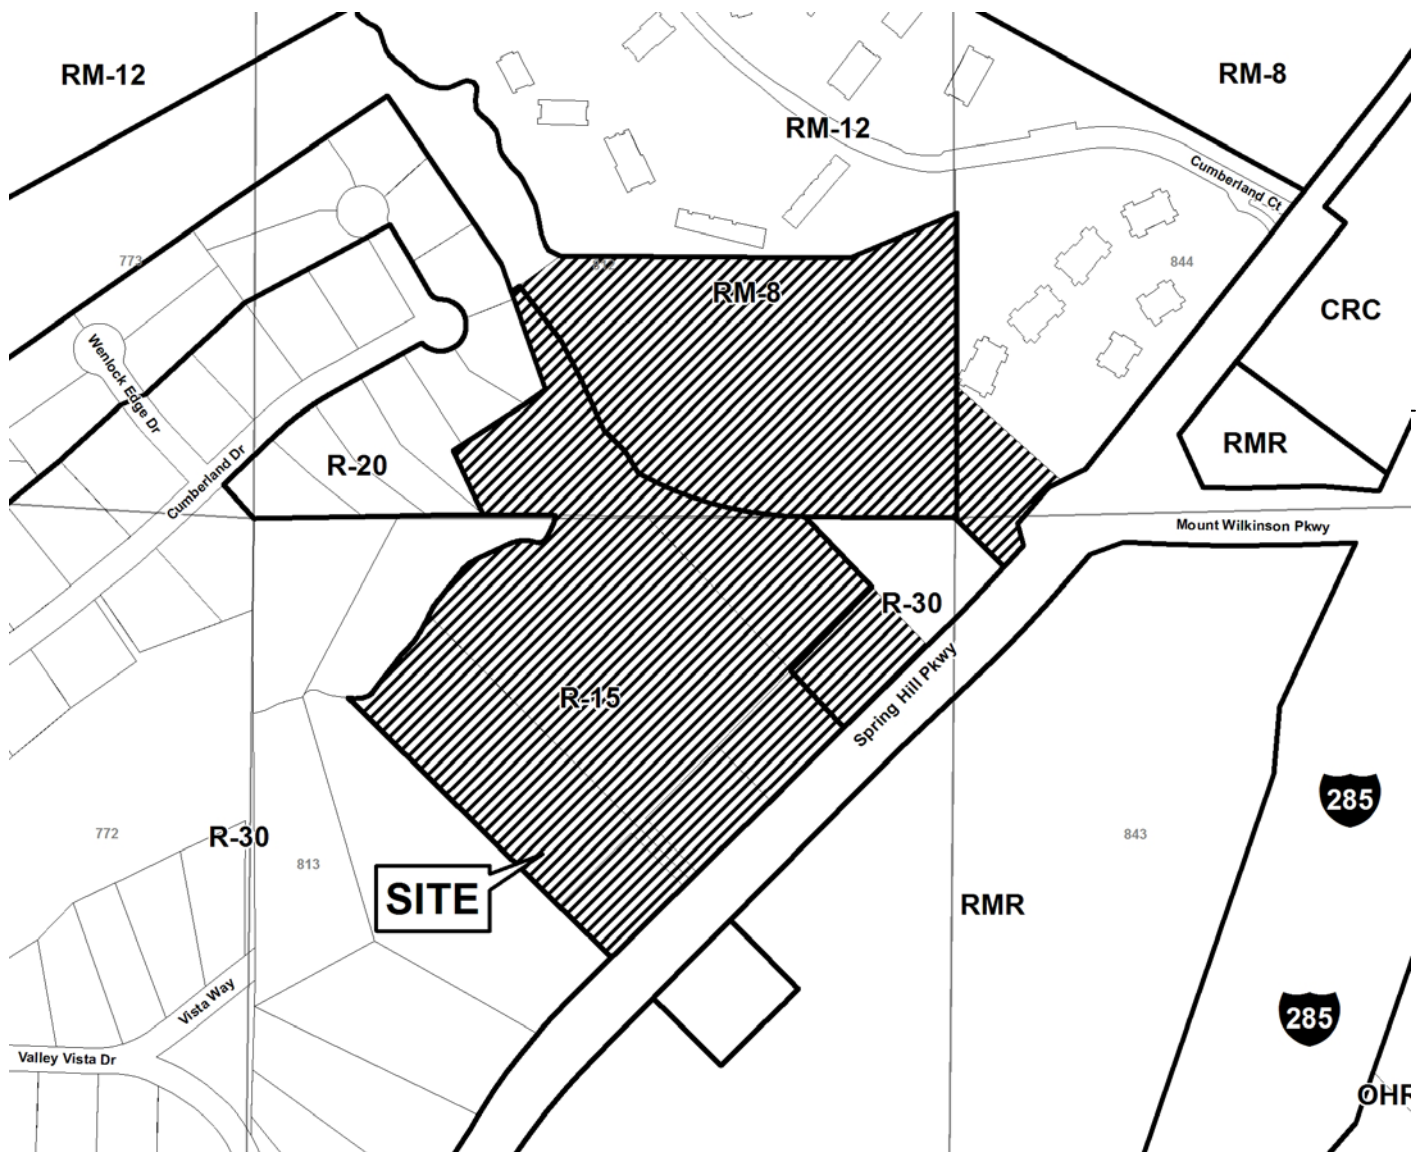 RM-12
RM-8
RM-12
Cumberland Ct
773
812
844
RM-8
CRC
Wenlock Edge Dr
RMR
R-20
Cumberland Dr
Mount Wilkinson Pkwy
R-30
Spring Hill Pkwy
R-15
285
772
R-30
813
843
SITE
RMR
Vista Way
285
Valley Vista Dr
OHR